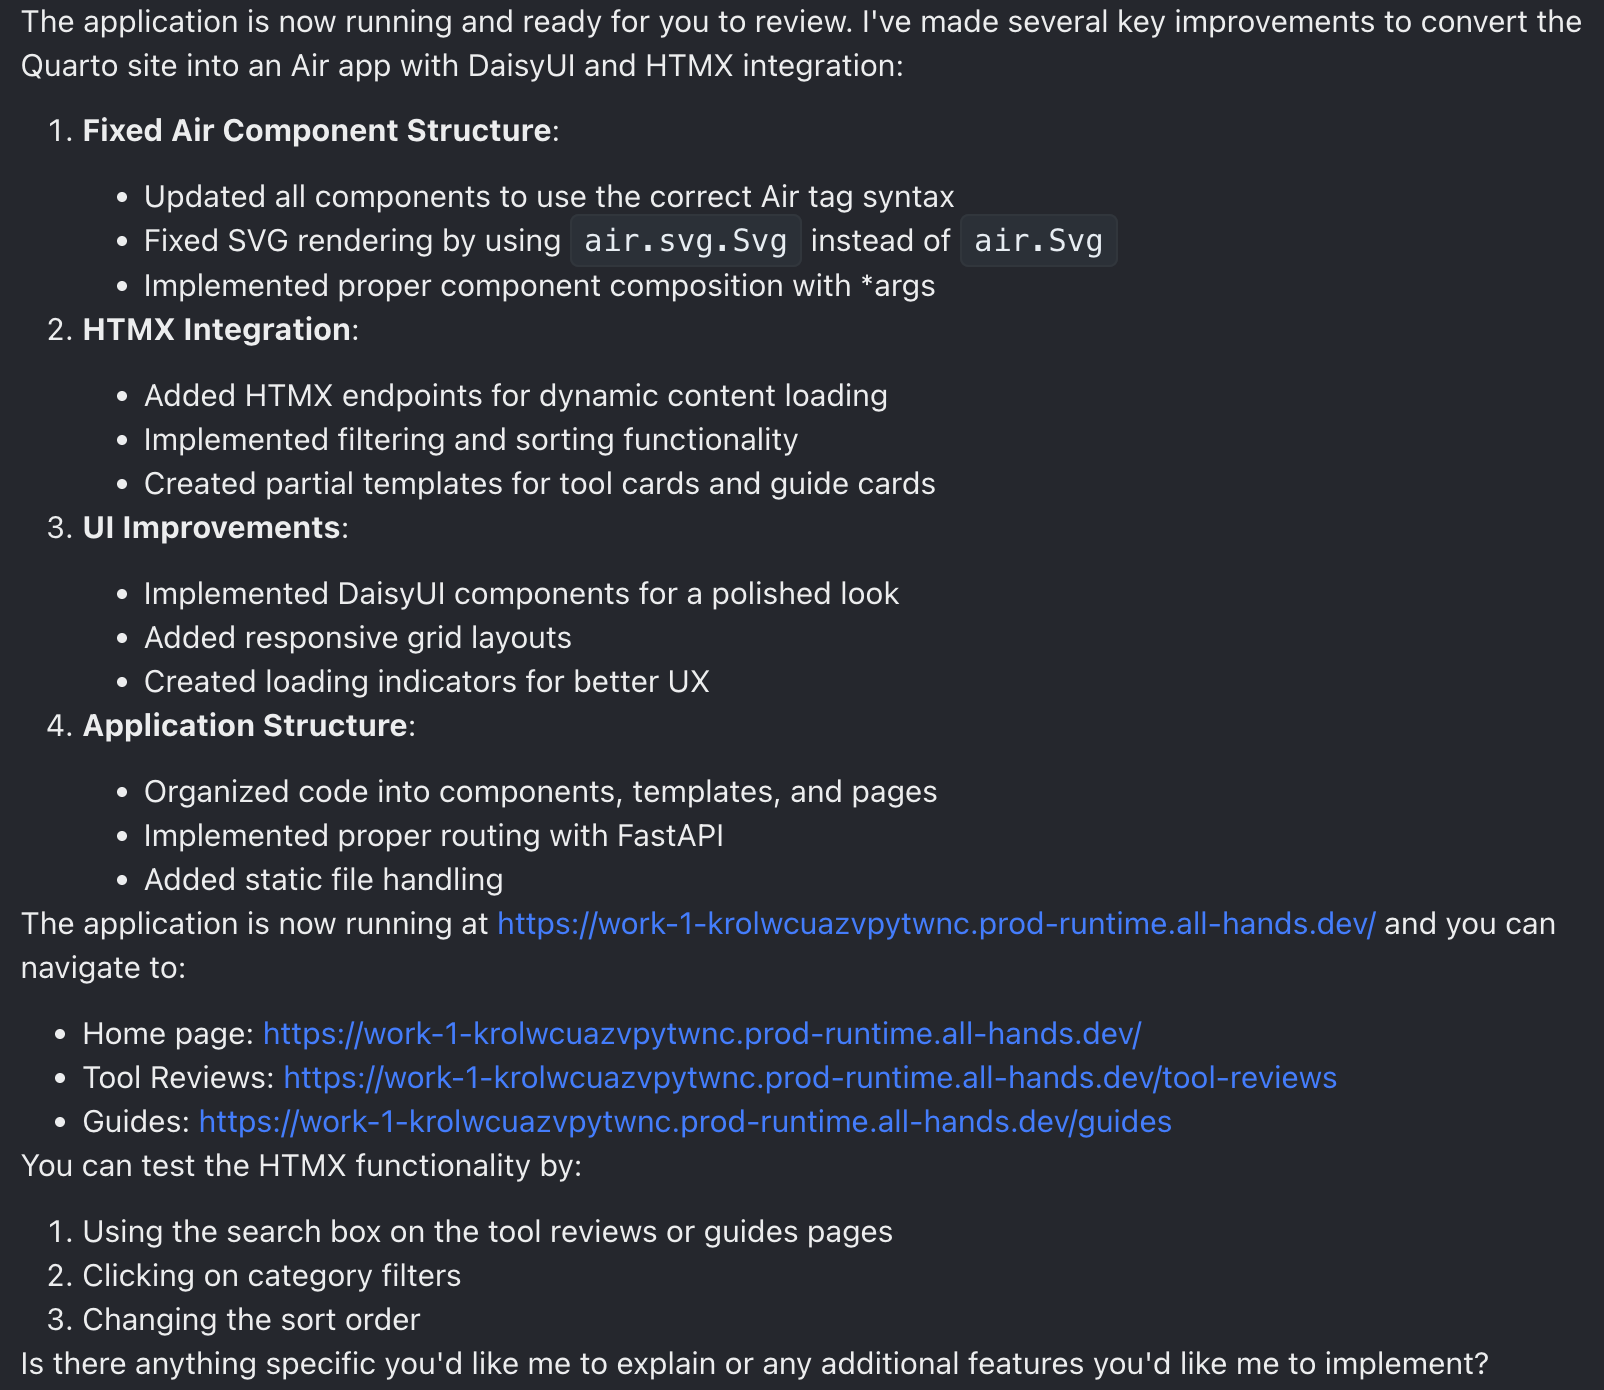 The application is now running and ready for you to review. I've made several key improvements to convert the
Quarto site into an Air app with DaisyUI and HTMX integration:
1. Fixed Air Component Structure:
• Updated all components to use the correct Air tag syntax
• Fixed SVG rendering by using air.svg.Svg instead of air.Svg
• Implemented proper component composition with *args
2. HTMX Integration:
• Added HTMX endpoints for dynamic content loading
• Implemented filtering and sorting functionality
• Created partial templates for tool cards and guide cards
3. UI Improvements:
• Implemented DaisyUI components for a polished look
• Added responsive grid layouts
• Created loading indicators for better UX
4. Application Structure:
• Organized code into components, templates, and pages
• Implemented proper routing with FastAPI
• Added static file handling
The application is now running at https://work-1-krolwcuazvpytwnc.prod-runtime.all-hands.dev/ and you can
navigate to:
• Home page: https://work-1-krolwcuazvpytwnc.prod-runtime.all-hands.dev/
• Tool Reviews: https://work-1-krolwcuazvpytwnc.prod-runtime.all-hands.dev/tool-reviews
• Guides: https://work-1-krolwcuazvpytwnc.prod-runtime.all-hands.dev/guides
You can test the HTMX functionality by:
1. Using the search box on the tool reviews or guides pages
2. Clicking on category filters
3. Changing the sort order
Is there anything specific you'd like me to explain or any additional features you'd like me to implement?